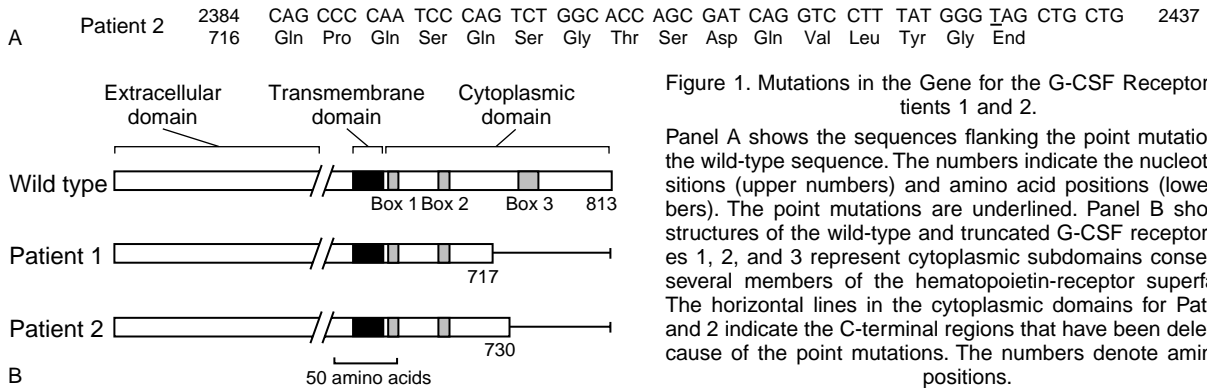 Patient 2 2384 CAG CCC CAA TCC CAG TCT GGC ACC AGC GAT CAG GTC CTT TAT GGG TAG CTG CTG 2437
A 716 Gln Pro Gln Ser Gln Ser Gly Thr Ser Asp Gln Val Leu Tyr Gly End
Extracellular domain
Transmembrane domain
Cytoplasmic domain
Wild type
Box 1 Box 2 Box 3 813
Patient 1
717
Patient 2
730
50 amino acids
B
Figure 1. Mutations in the Gene for the G-CSF Receptor
tients 1 and 2.
Panel A shows the sequences flanking the point mutatio
the wild-type sequence. The numbers indicate the nucleot
sitions (upper numbers) and amino acid positions (lowe
bers). The point mutations are underlined. Panel B sho
structures of the wild-type and truncated G-CSF receptor
es 1, 2, and 3 represent cytoplasmic subdomains conse
several members of the hematopoietin-receptor superfa
The horizontal lines in the cytoplasmic domains for Pat
and 2 indicate the C-terminal regions that have been dele
cause of the point mutations. The numbers denote amin
positions.